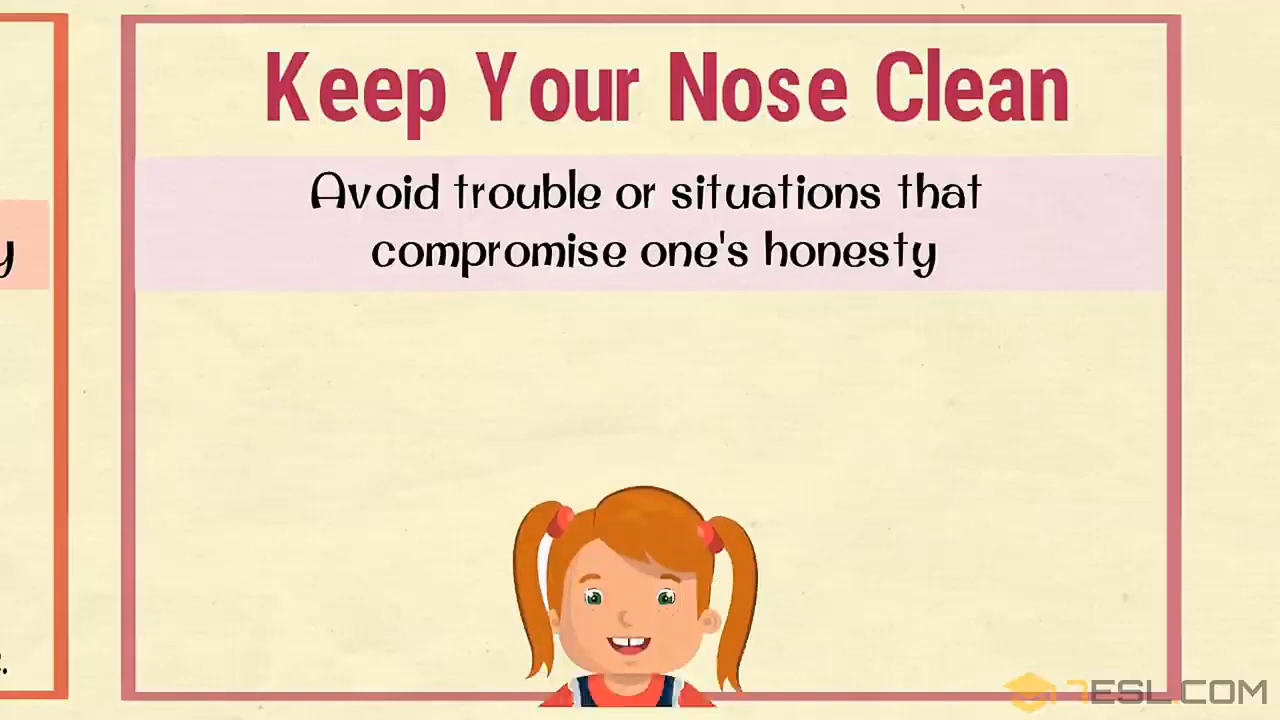 Keep Your Nose Clean
Avoid trouble or situations that
compromise one's honesty
y
.
7ESL.COM